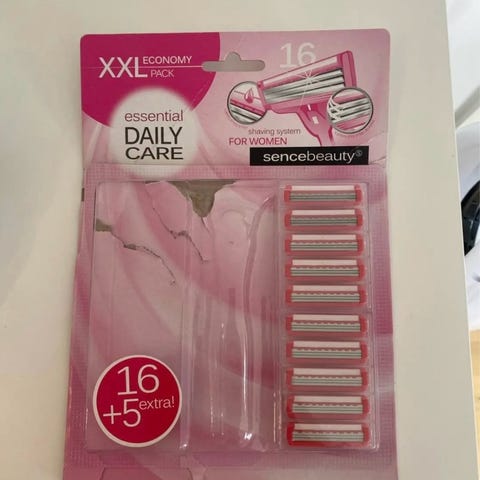 XXL ECONOMY PACK
16
essential
DAILY
CARE
shaving system
FOR WOMEN
sencebeauty®
16
+5 extra!